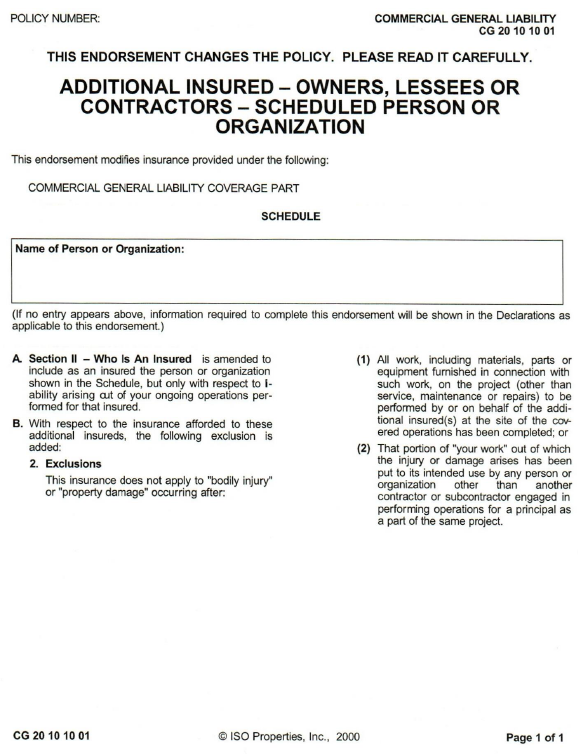 POLICY NUMBER:
COMMERCIAL GENERAL LIABILITY
CG 20 10 10 01
THIS ENDORSEMENT CHANGES THE POLICY. PLEASE READ IT CAREFULLY.
ADDITIONAL INSURED – OWNERS, LESSEES OR
CONTRACTORS – SCHEDULED PERSON OR
ORGANIZATION
This endorsement modifies insurance provided under the following:
COMMERCIAL GENERAL LIABILITY COVERAGE PART
SCHEDULE
Name of Person or Organization:
(If no entry appears above, information required to complete this endorsement will be shown in the Declarations as
applicable to this endorsement.)
A. Section II – Who Is An Insured is amended to
include as an insured the person or organization
shown in the Schedule, but only with respect to l-
ability arising out of your ongoing operations per-
formed for that insured.
B. With respect to the insurance afforded to these
additional insureds, the following exclusion is
added:
2. Exclusions
This insurance does not apply to "bodily injury"
or "property damage" occurring after:
(1) All work, including materials, parts or
equipment furnished in connection with
such work, on the project (other than
service, maintenance or repairs) to be
performed by or on behalf of the addi-
tional insured(s) at the site of the cov-
ered operations has been completed; or
(2) That portion of "your work" out of which
the injury or damage arises has been
put to its intended use by any person or
organization other than another
contractor or subcontractor engaged in
performing operations for a principal as
a part of the same project.
CG 20 10 10 01
© ISO Properties, Inc., 2000
Page 1 of 1